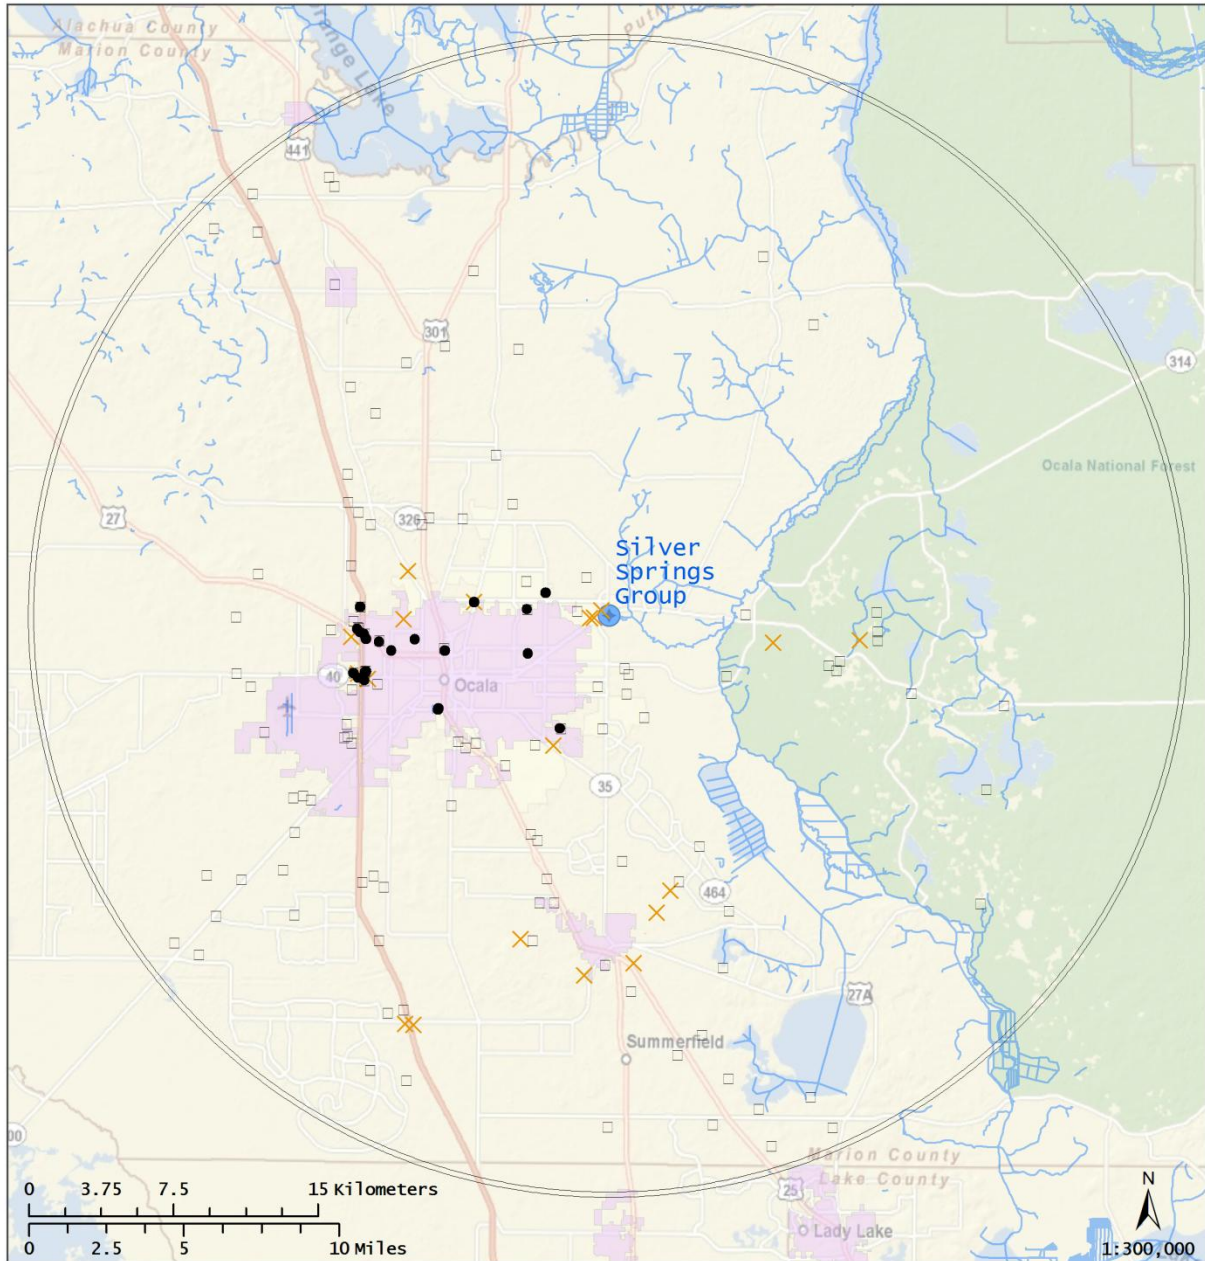 Alachua County
Marion County
Orange Lake
Putn
441
301
314
Ocala National Forest
27
326
Silver
Springs
Group
40
Ocala
35
464
27A
Summerfield
00
Marion County
Lake County
25
Lady Lake
0 3.75 7.5 15 Kilometers
0 2.5 5 10 Miles
N
1:300,000